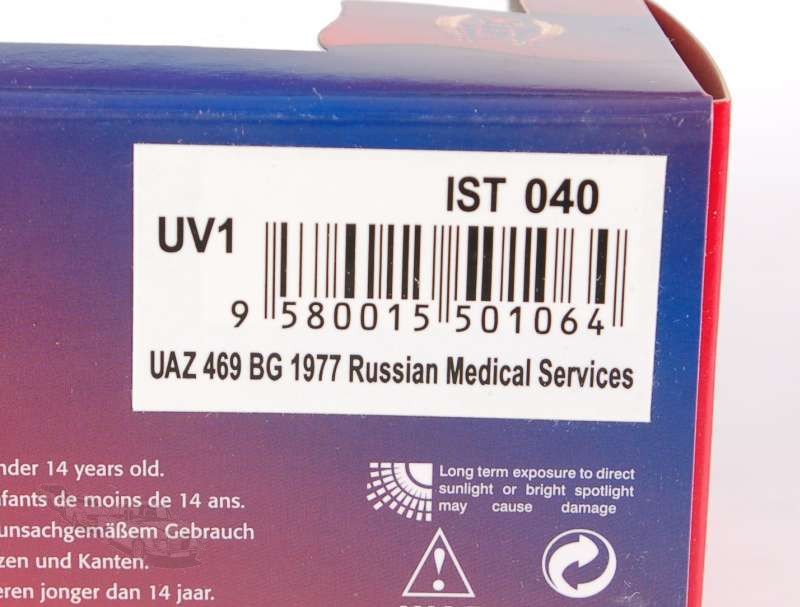 IST 040
UV1
9 580015 501064
UAZ 469 BG 1977 Russian Medical Services
nder 14 years old.
nfants de moins de 14 ans.
unsachgemäßem Gebrauch
zen und Kanten.
eren jonger dan 14 jaar.
Long term exposure to direct
sunlight or bright spotlight
may cause damage